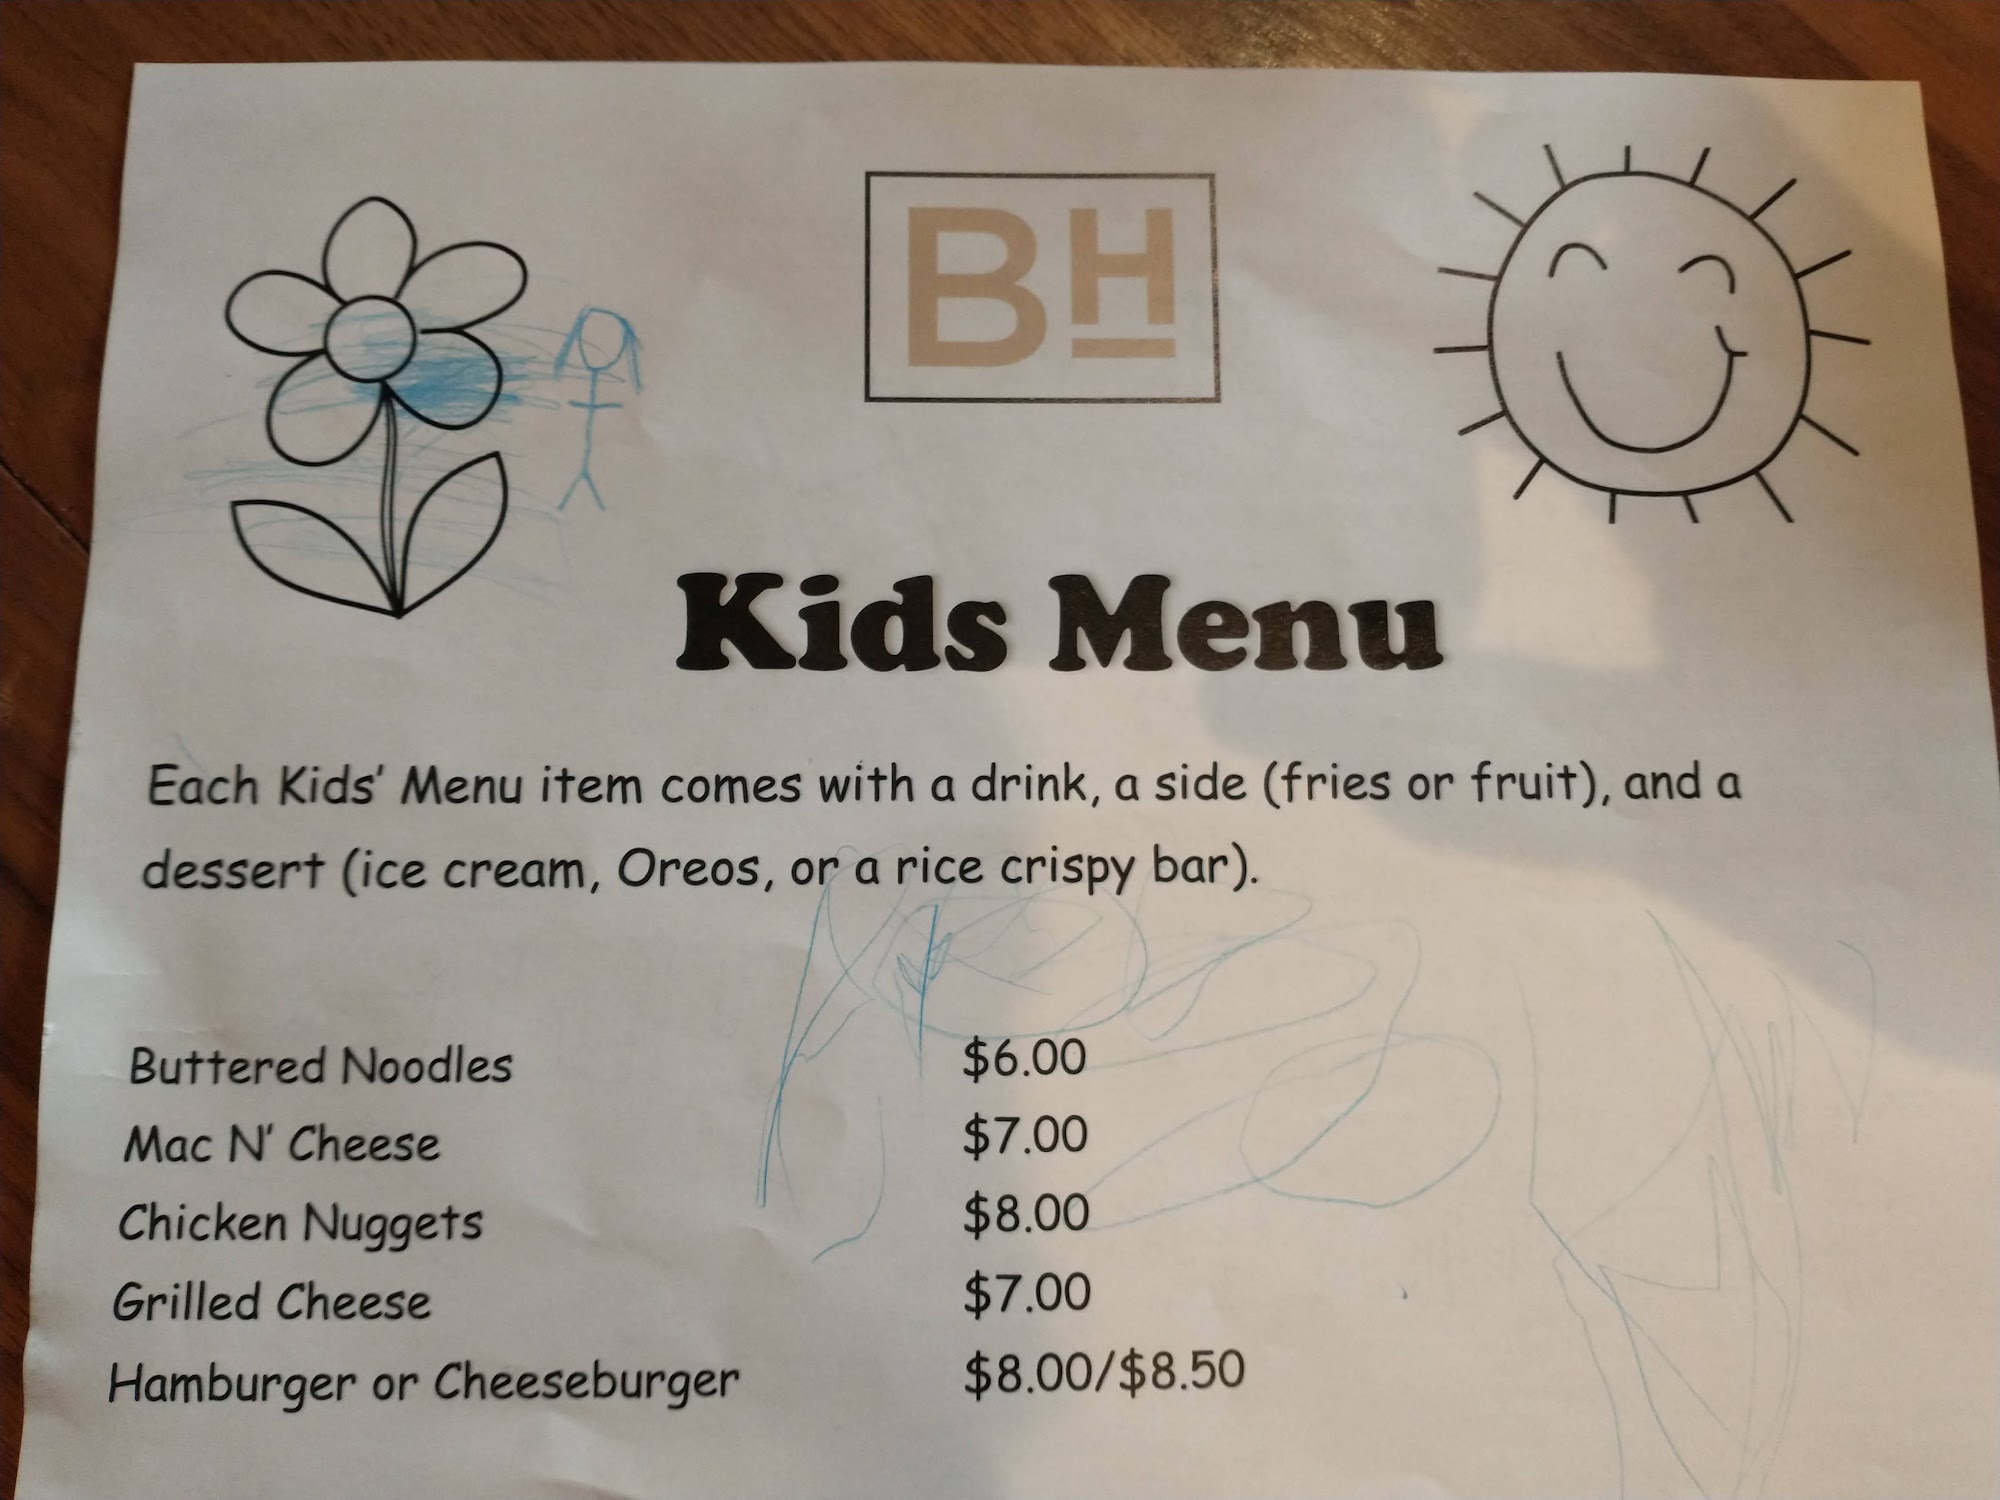 BH
Kids Menu
Each Kids' Menu item comes with a drink, a side (fries or fruit), and a
dessert (ice cream, Oreos, or a rice crispy bar).
Buttered Noodles $6.00
Mac N' Cheese $7.00
Chicken Nuggets $8.00
Grilled Cheese $7.00
Hamburger or Cheeseburger $8.00/$8.50